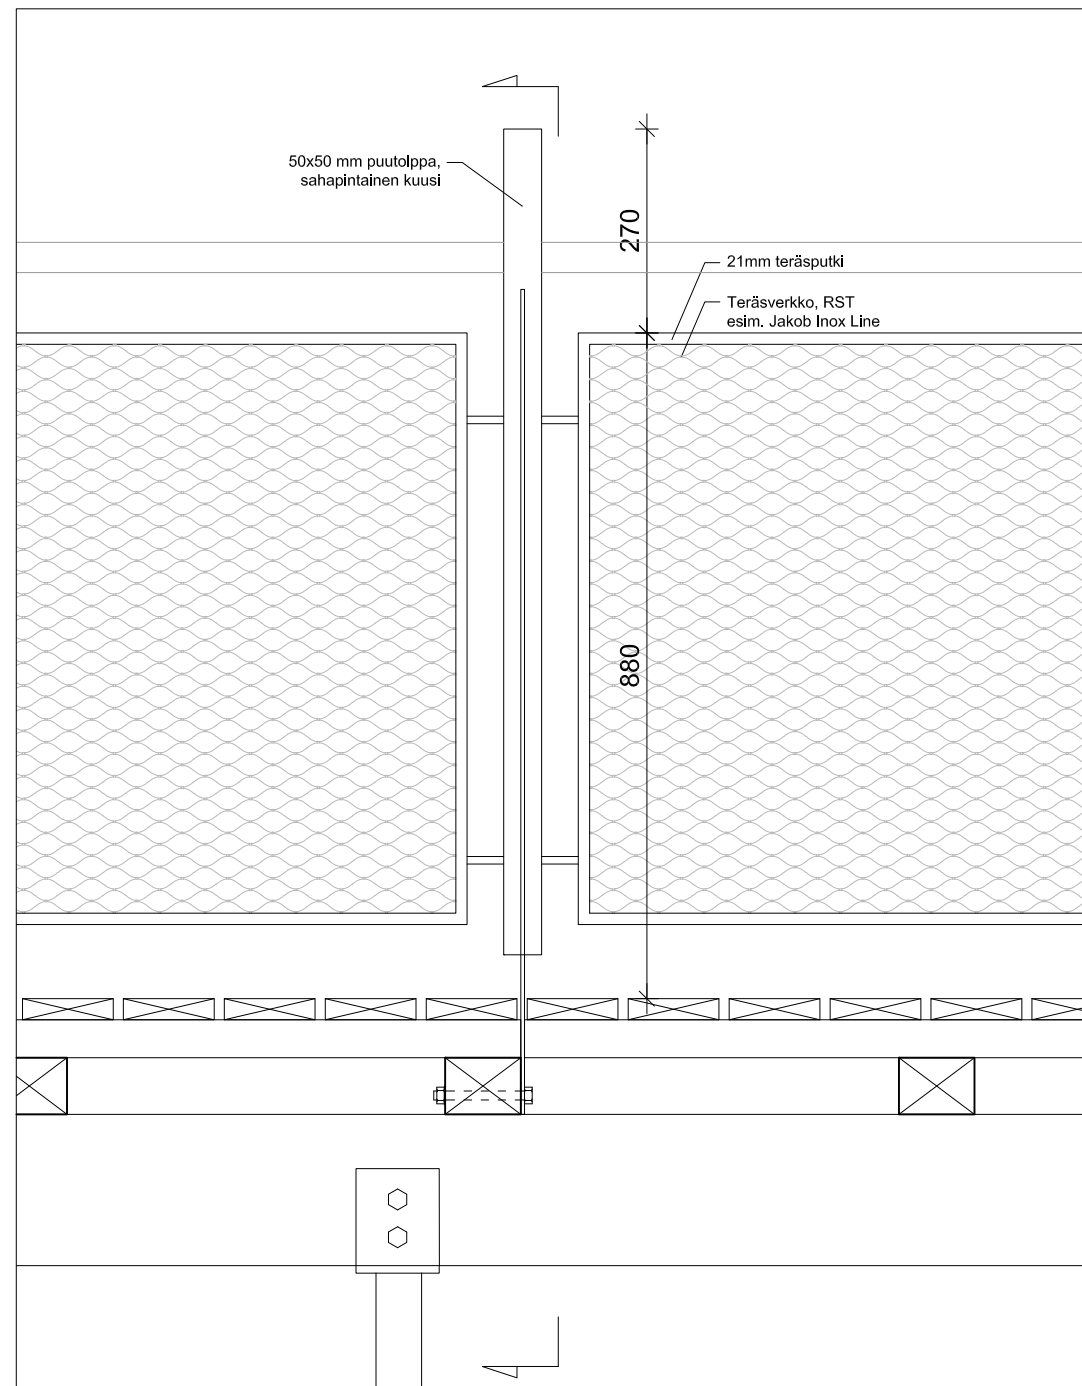 50x50 mm puutolppa,
sahapintainen kuusi
270
21mm teräsputki
Teräsverkko, RST
esim. Jakob Inox Line
880